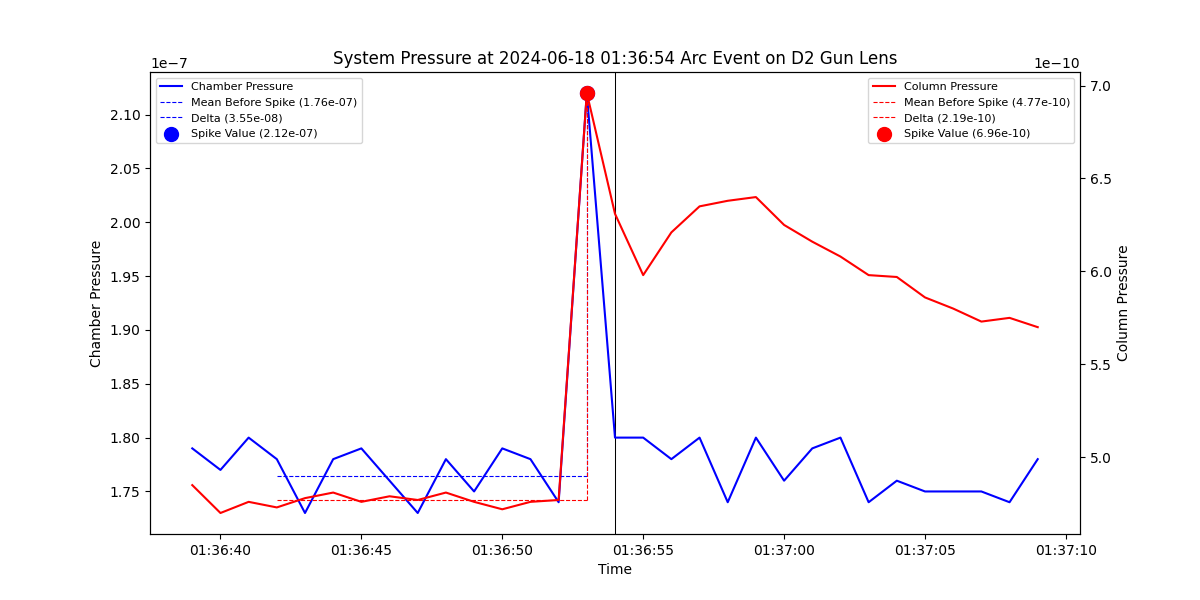 System Pressure at 2024-06-18 01:36:54 Arc Event on D2 Gun Lens
1e−7
1e−10
Chamber Pressure
Mean Before Spike (1.76e-07)
Delta (3.55e-08)
Spike Value (2.12e-07)
Column Pressure
Mean Before Spike (4.77e-10)
Delta (2.19e-10)
Spike Value (6.96e-10)
2.10
2.05
2.00
1.95
1.90
1.85
1.80
1.75
Chamber Pressure
7.0
6.5
6.0
5.5
5.0
Column Pressure
01:36:40 01:36:45 01:36:50 01:36:55 01:37:00 01:37:05 01:37:10
Time